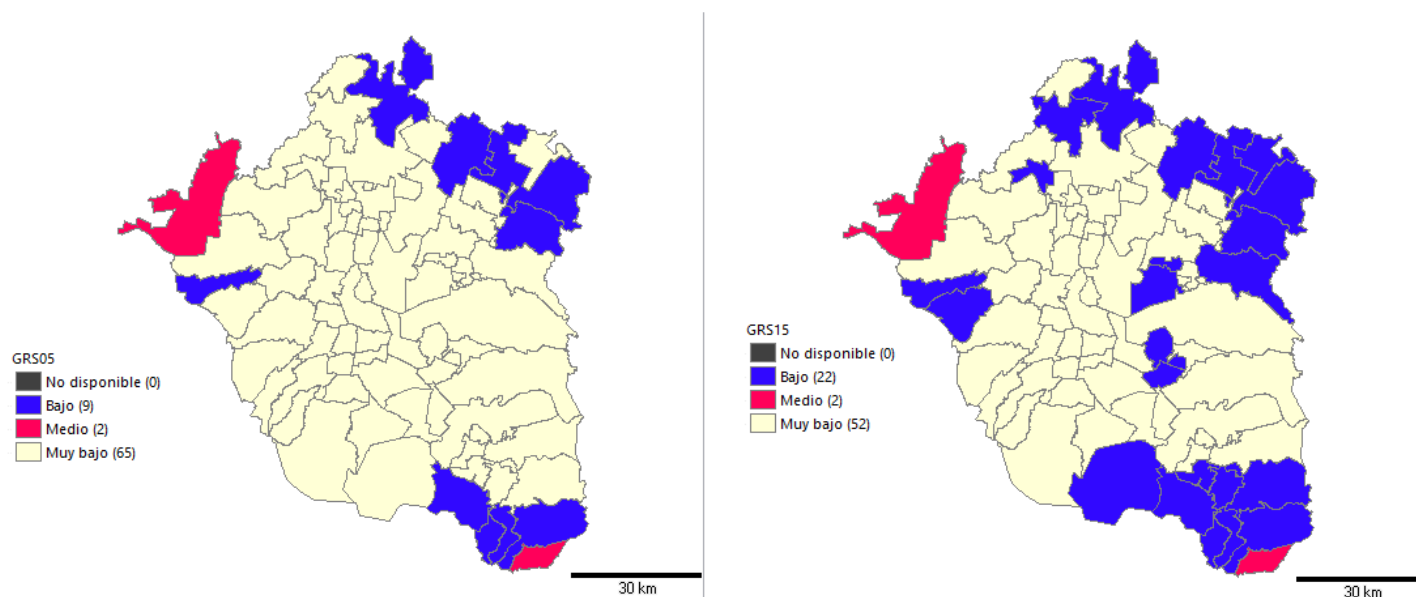 GRS05
No disponible (0)
Bajo (9)
Medio (2)
Muy bajo (65)
30 km
GRS15
No disponible (0)
Bajo (22)
Medio (2)
Muy bajo (52)
30 km